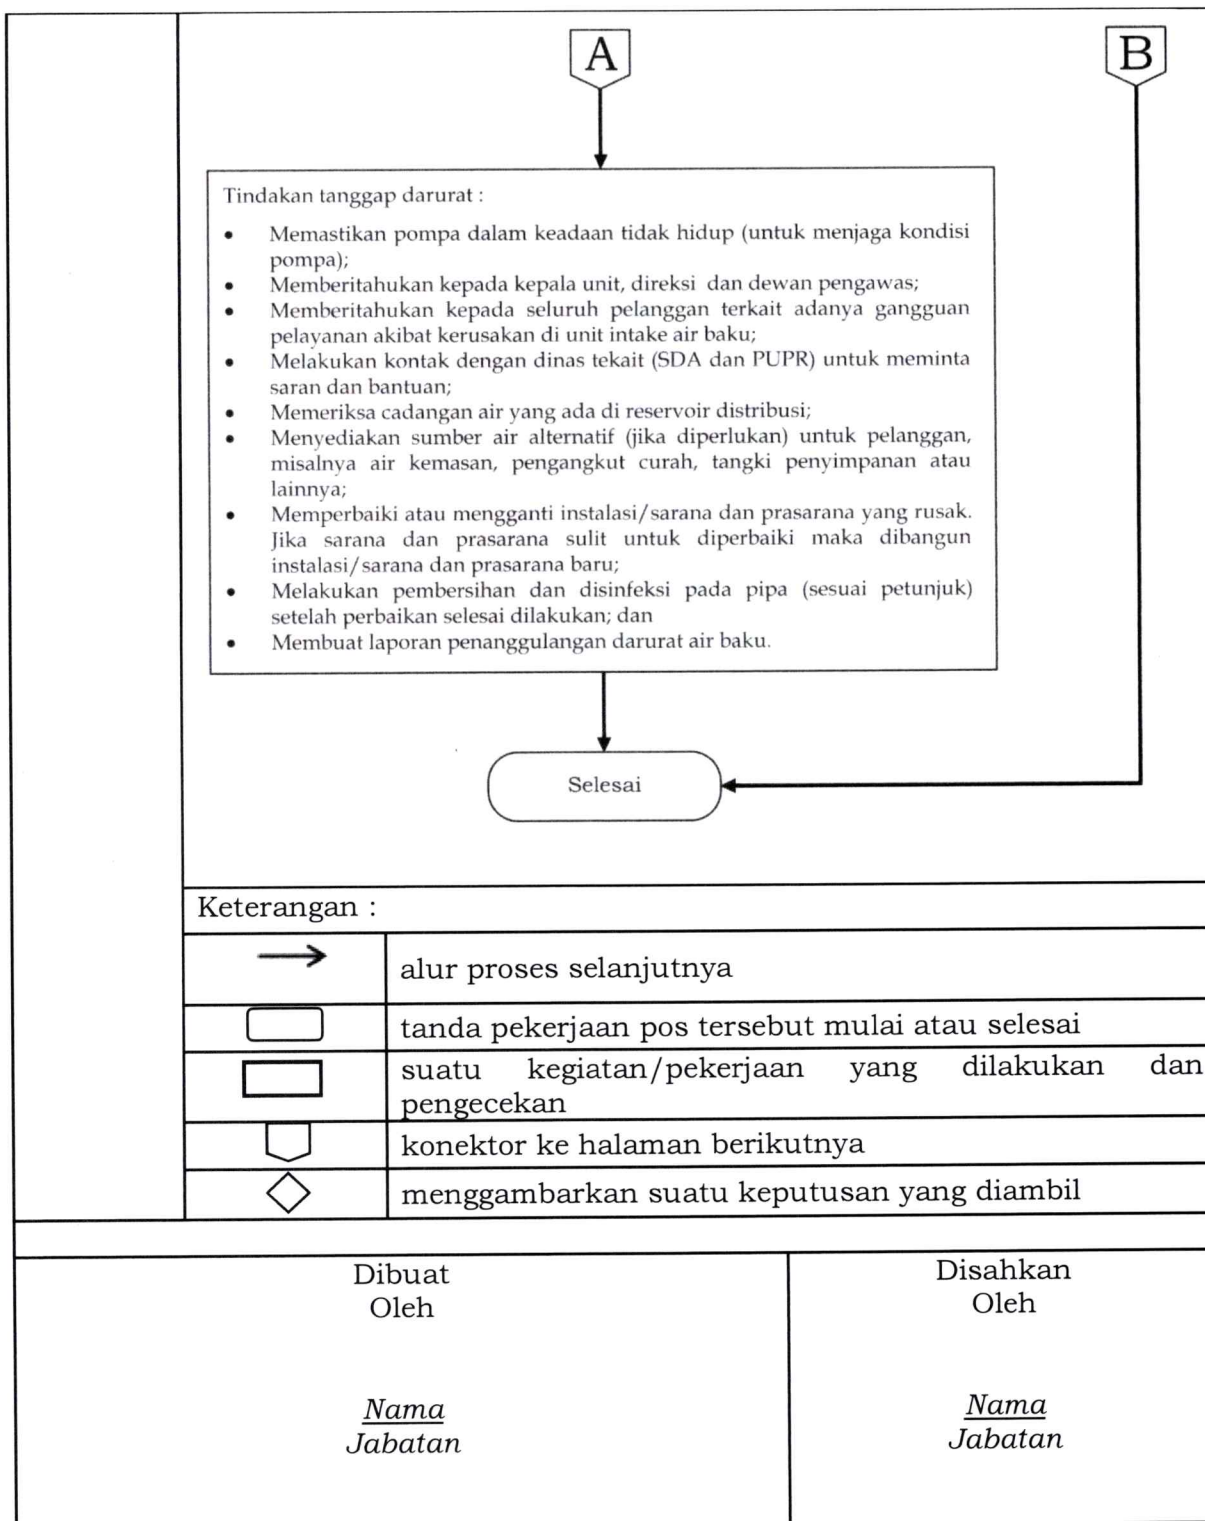 A
B
Tindakan tanggap darurat :
• Memastikan pompa dalam keadaan tidak hidup (untuk menjaga kondisi
pompa);
• Memberitahukan kepada kepala unit, direksi dan dewan pengawas;
• Memberitahukan kepada seluruh pelanggan terkait adanya gangguan
pelayanan akibat kerusakan di unit intake air baku;
• Melakukan kontak dengan dinas tekait (SDA dan PUPR) untuk meminta
saran dan bantuan;
• Memeriksa cadangan air yang ada di reservoir distribusi;
• Menyediakan sumber air alternatif (jika diperlukan) untuk pelanggan,
misalnya air kemasan, pengangkut curah, tangki penyimpanan atau
lainnya;
• Memperbaiki atau mengganti instalasi/sarana dan prasarana yang rusak.
Jika sarana dan prasarana sulit untuk diperbaiki maka dibangun
instalasi/sarana dan prasarana baru;
• Melakukan pembersihan dan disinfeksi pada pipa (sesuai petunjuk)
setelah perbaikan selesai dilakukan; dan
• Membuat laporan penanggulangan darurat air baku.
Selesai
Keterangan :
alur proses selanjutnya
tanda pekerjaan pos tersebut mulai atau selesai
suatu kegiatan/pekerjaan yang dilakukan dan
pengecekan
konektor ke halaman berikutnya
menggambarkan suatu keputusan yang diambil
Dibuat
Oleh
Nama
Jabatan
Disahkan
Oleh
Nama
Jabatan